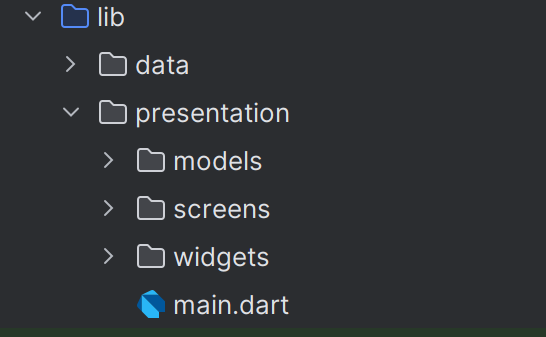 lib
data
presentation
models
screens
widgets
main.dart